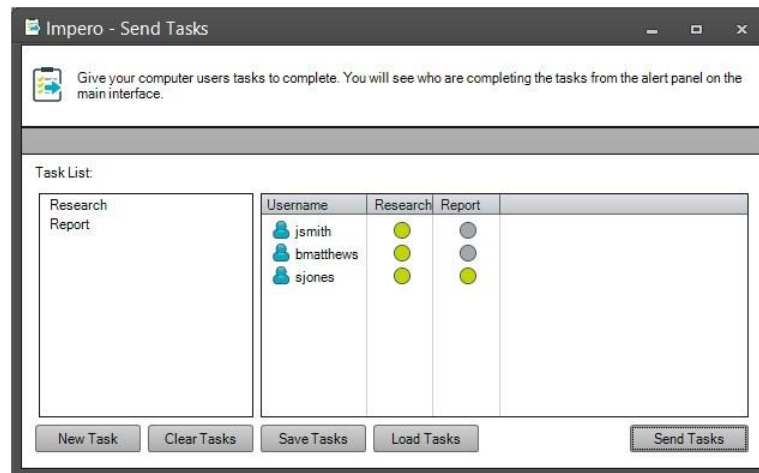 Impero - Send Tasks
Give your computer users tasks to complete. You will see who are completing the tasks from the alert panel on the
main interface.
Task List:
Research
Report
Username Research Report
jsmith
bmatthews
sjones
New Task Clear Tasks Save Tasks Load Tasks Send Tasks